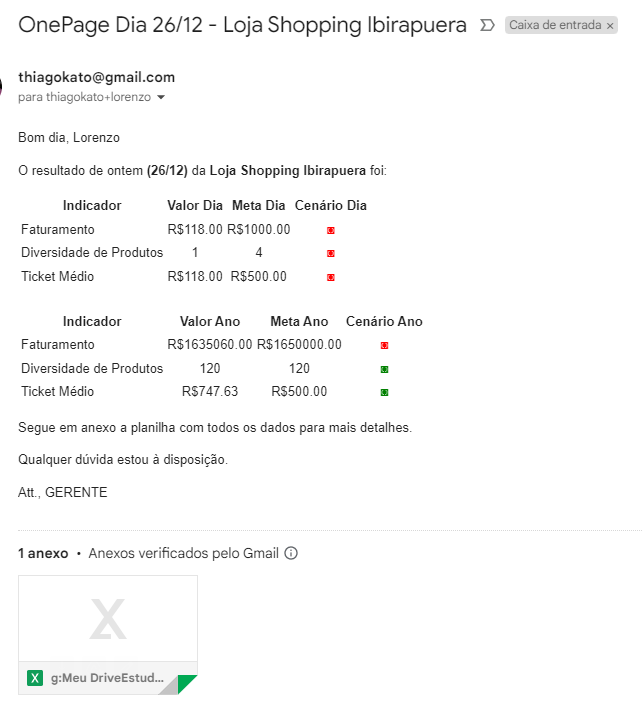 OnePage Dia 26/12 - Loja Shopping Ibirapuera Caixa de entrada ×
thiagokato@gmail.com
para thiagokato+lorenzo
Bom dia, Lorenzo
O resultado de ontem (26/12) da Loja Shopping Ibirapuera foi:
Indicador Valor Dia Meta Dia Cenário Dia
Faturamento R$118.00 R$1000.00
Diversidade de Produtos 1 4
Ticket Médio R$118.00 R$500.00
Indicador Valor Ano Meta Ano Cenário Ano
Faturamento R$1635060.00 R$1650000.00
Diversidade de Produtos 120 120
Ticket Médio R$747.63 R$500.00
Segue em anexo a planilha com todos os dados para mais detalhes.
Qualquer dúvida estou à disposição.
Att., GERENTE
1 anexo • Anexos verificados pelo Gmail
X
X g:Meu DriveEstud...